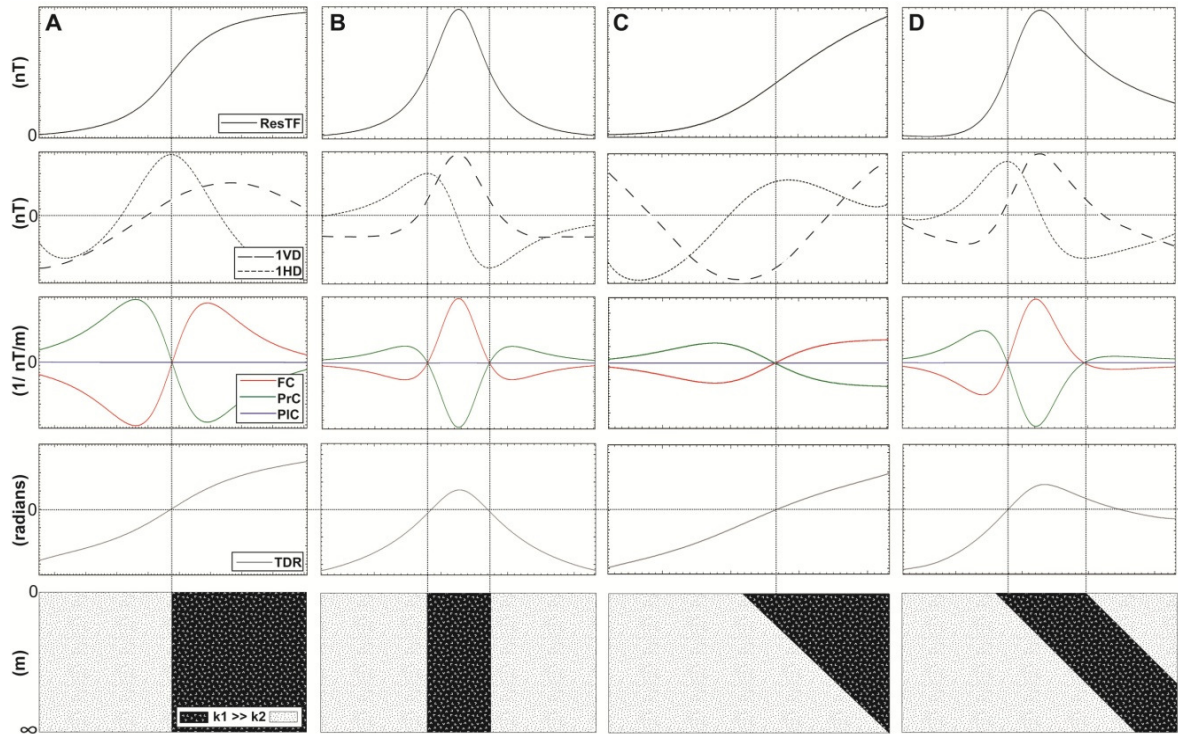 A
B
C
D
(nT)
0
ResTF
(nT)
0
1VD
1HD
(1/ nT/m)
0
FC
PrC
PIC
(radians)
0
TDR
0
(m)
∞
k1 >> k2